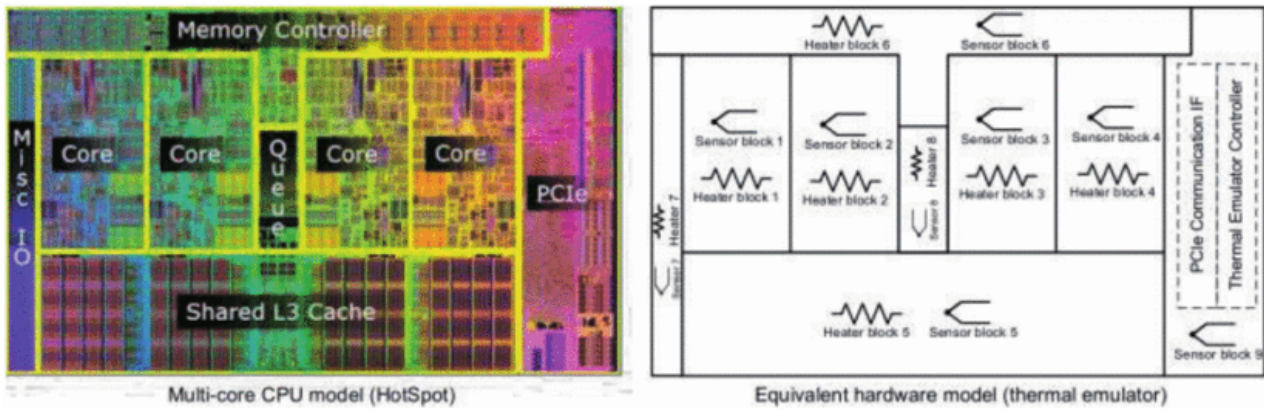 Memory Controller
Misc IO
Core
Core
Queue
Core
Core
PCIe
Shared L3 Cache
Multi-core CPU model (HotSpot)
Heater block 6
Sensor block 6
Sensor block 1
Heater block 1
Sensor block 2
Heater block 2
Heater 8
Sensor 8
Sensor block 3
Heater block 3
Sensor block 4
Heater block 4
Heater 7
Sensor 7
PCIe Communication IF
Thermal Emulator Controller
Heater block 5
Sensor block 5
Sensor block 9
Equivalent hardware model (thermal emulator)